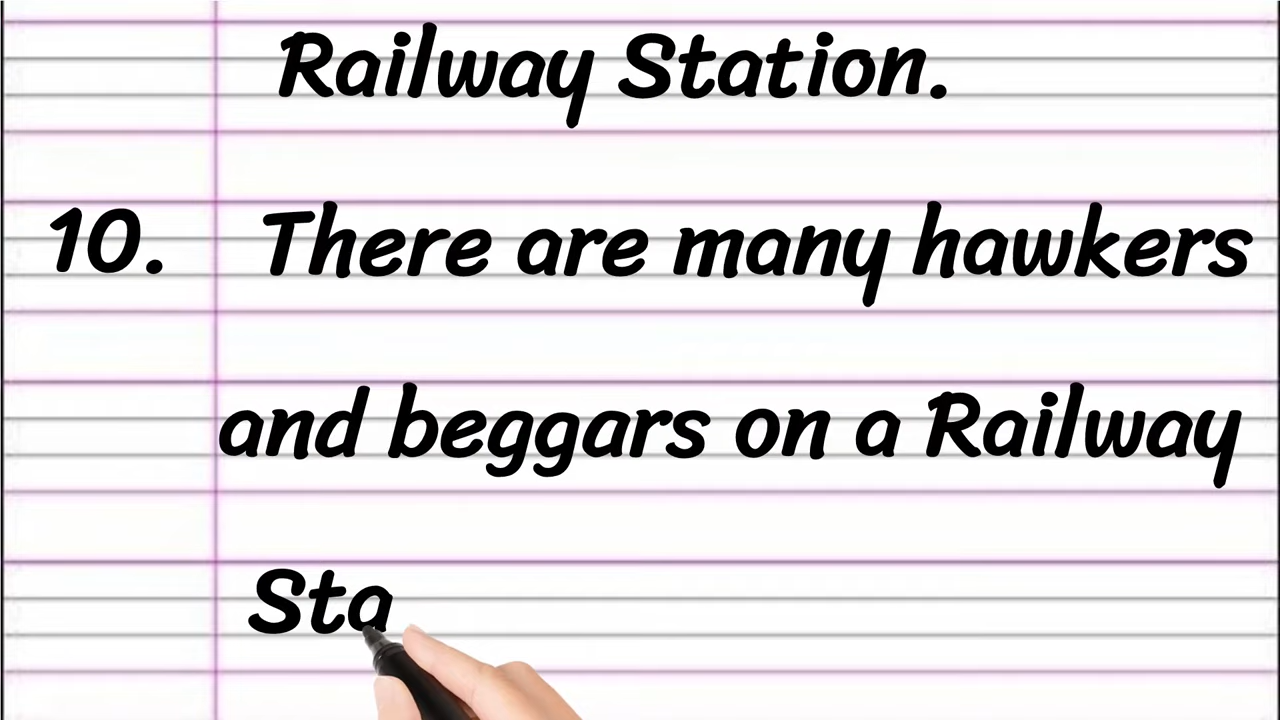 Railway Station.
10. There are many hawkers
and beggars on a Railway
Sta